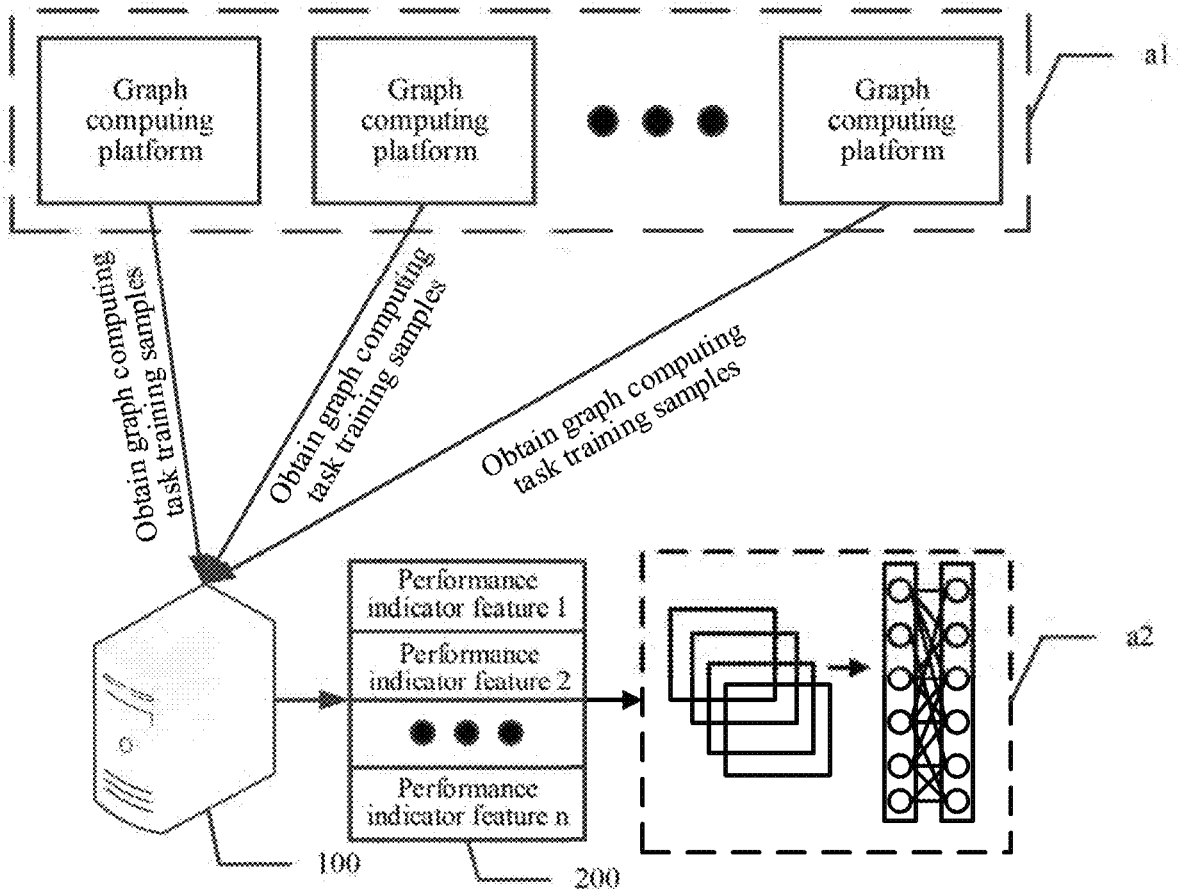 Graph
computing
platform
Graph
computing
platform
Graph
computing
platform
a1
Obtain graph computing
task training samples
Obtain graph computing
task training samples
Obtain graph computing
task training samples
Performance
indicator feature 1
Performance
indicator feature 2
Performance
indicator feature n
a2
100
200